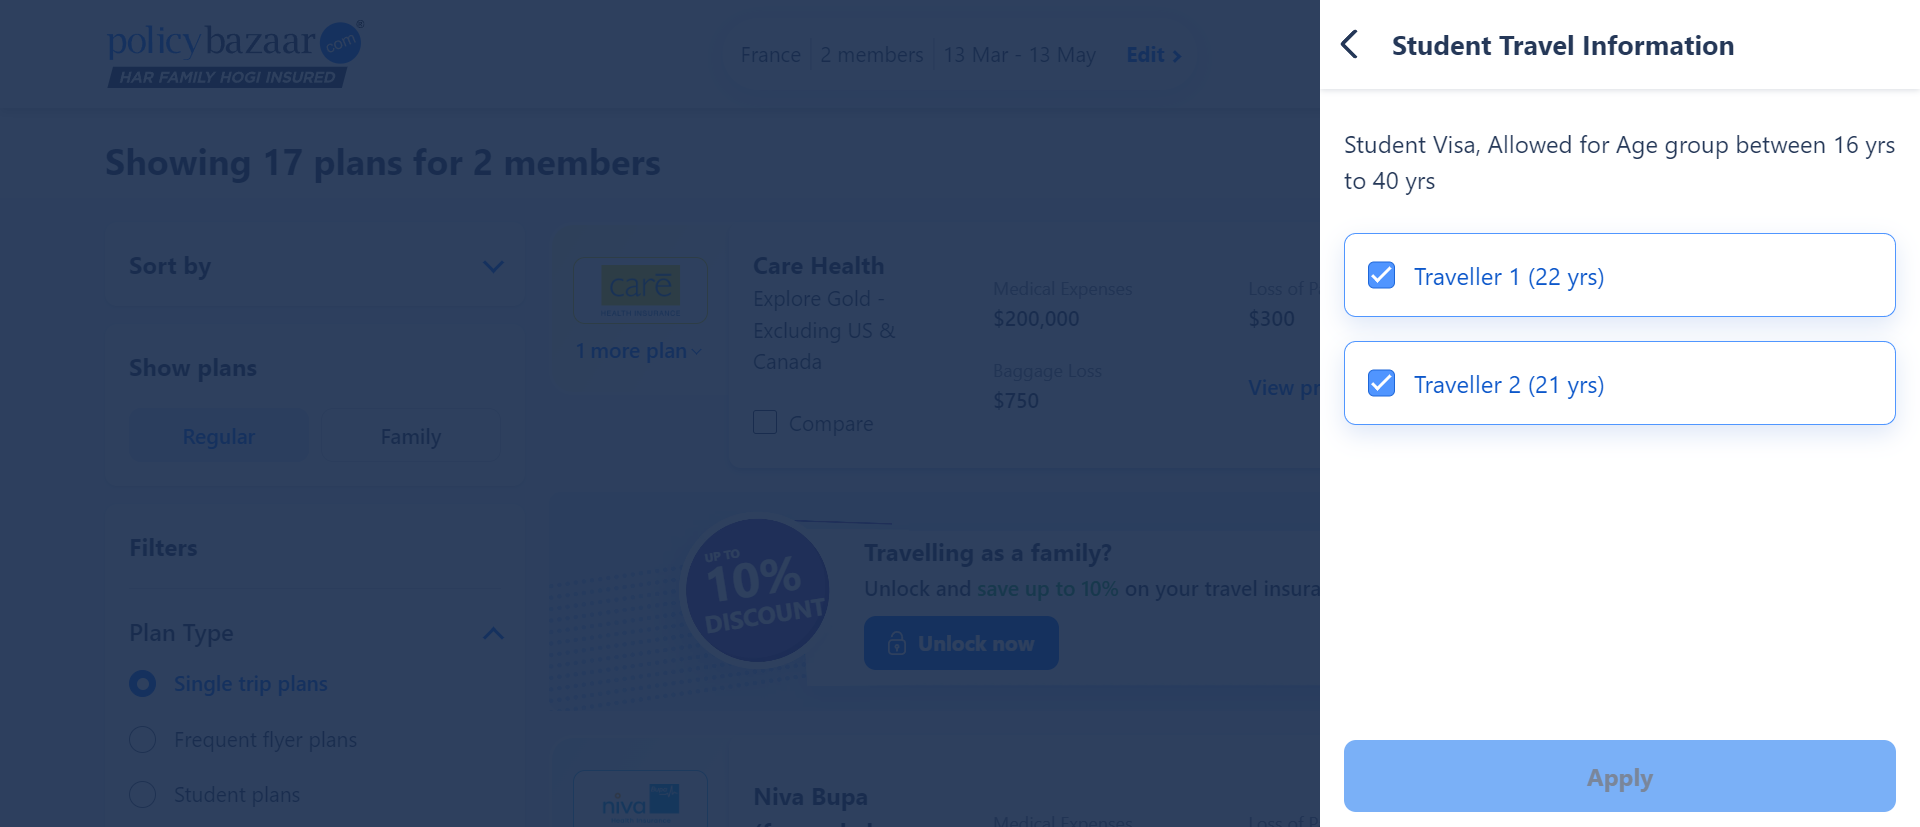 policybazaar.com®
HAR FAMILY HOGI INSURED
France 2 members 13 Mar - 13 May Edit
Showing 17 plans for 2 members
Sort by
Show plans
Regular Family
Filters
Plan Type
Single trip plans
Frequent flyer plans
Student plans
care
HEALTH INSURANCE
1 more plan
Care Health
Explore Gold -
Excluding US &
Canada
Compare
Medical Expenses
$200,000
Loss of P
$300
Baggage Loss
$750
View pr
UP TO
10%
DISCOUNT
Travelling as a family?
Unlock and save up to 10% on your travel insura
Unlock now
niva
Niva Bupa
Medical Expenses
Loss of P
Student Travel Information
Student Visa, Allowed for Age group between 16 yrs
to 40 yrs
Traveller 1 (22 yrs)
Traveller 2 (21 yrs)
Apply